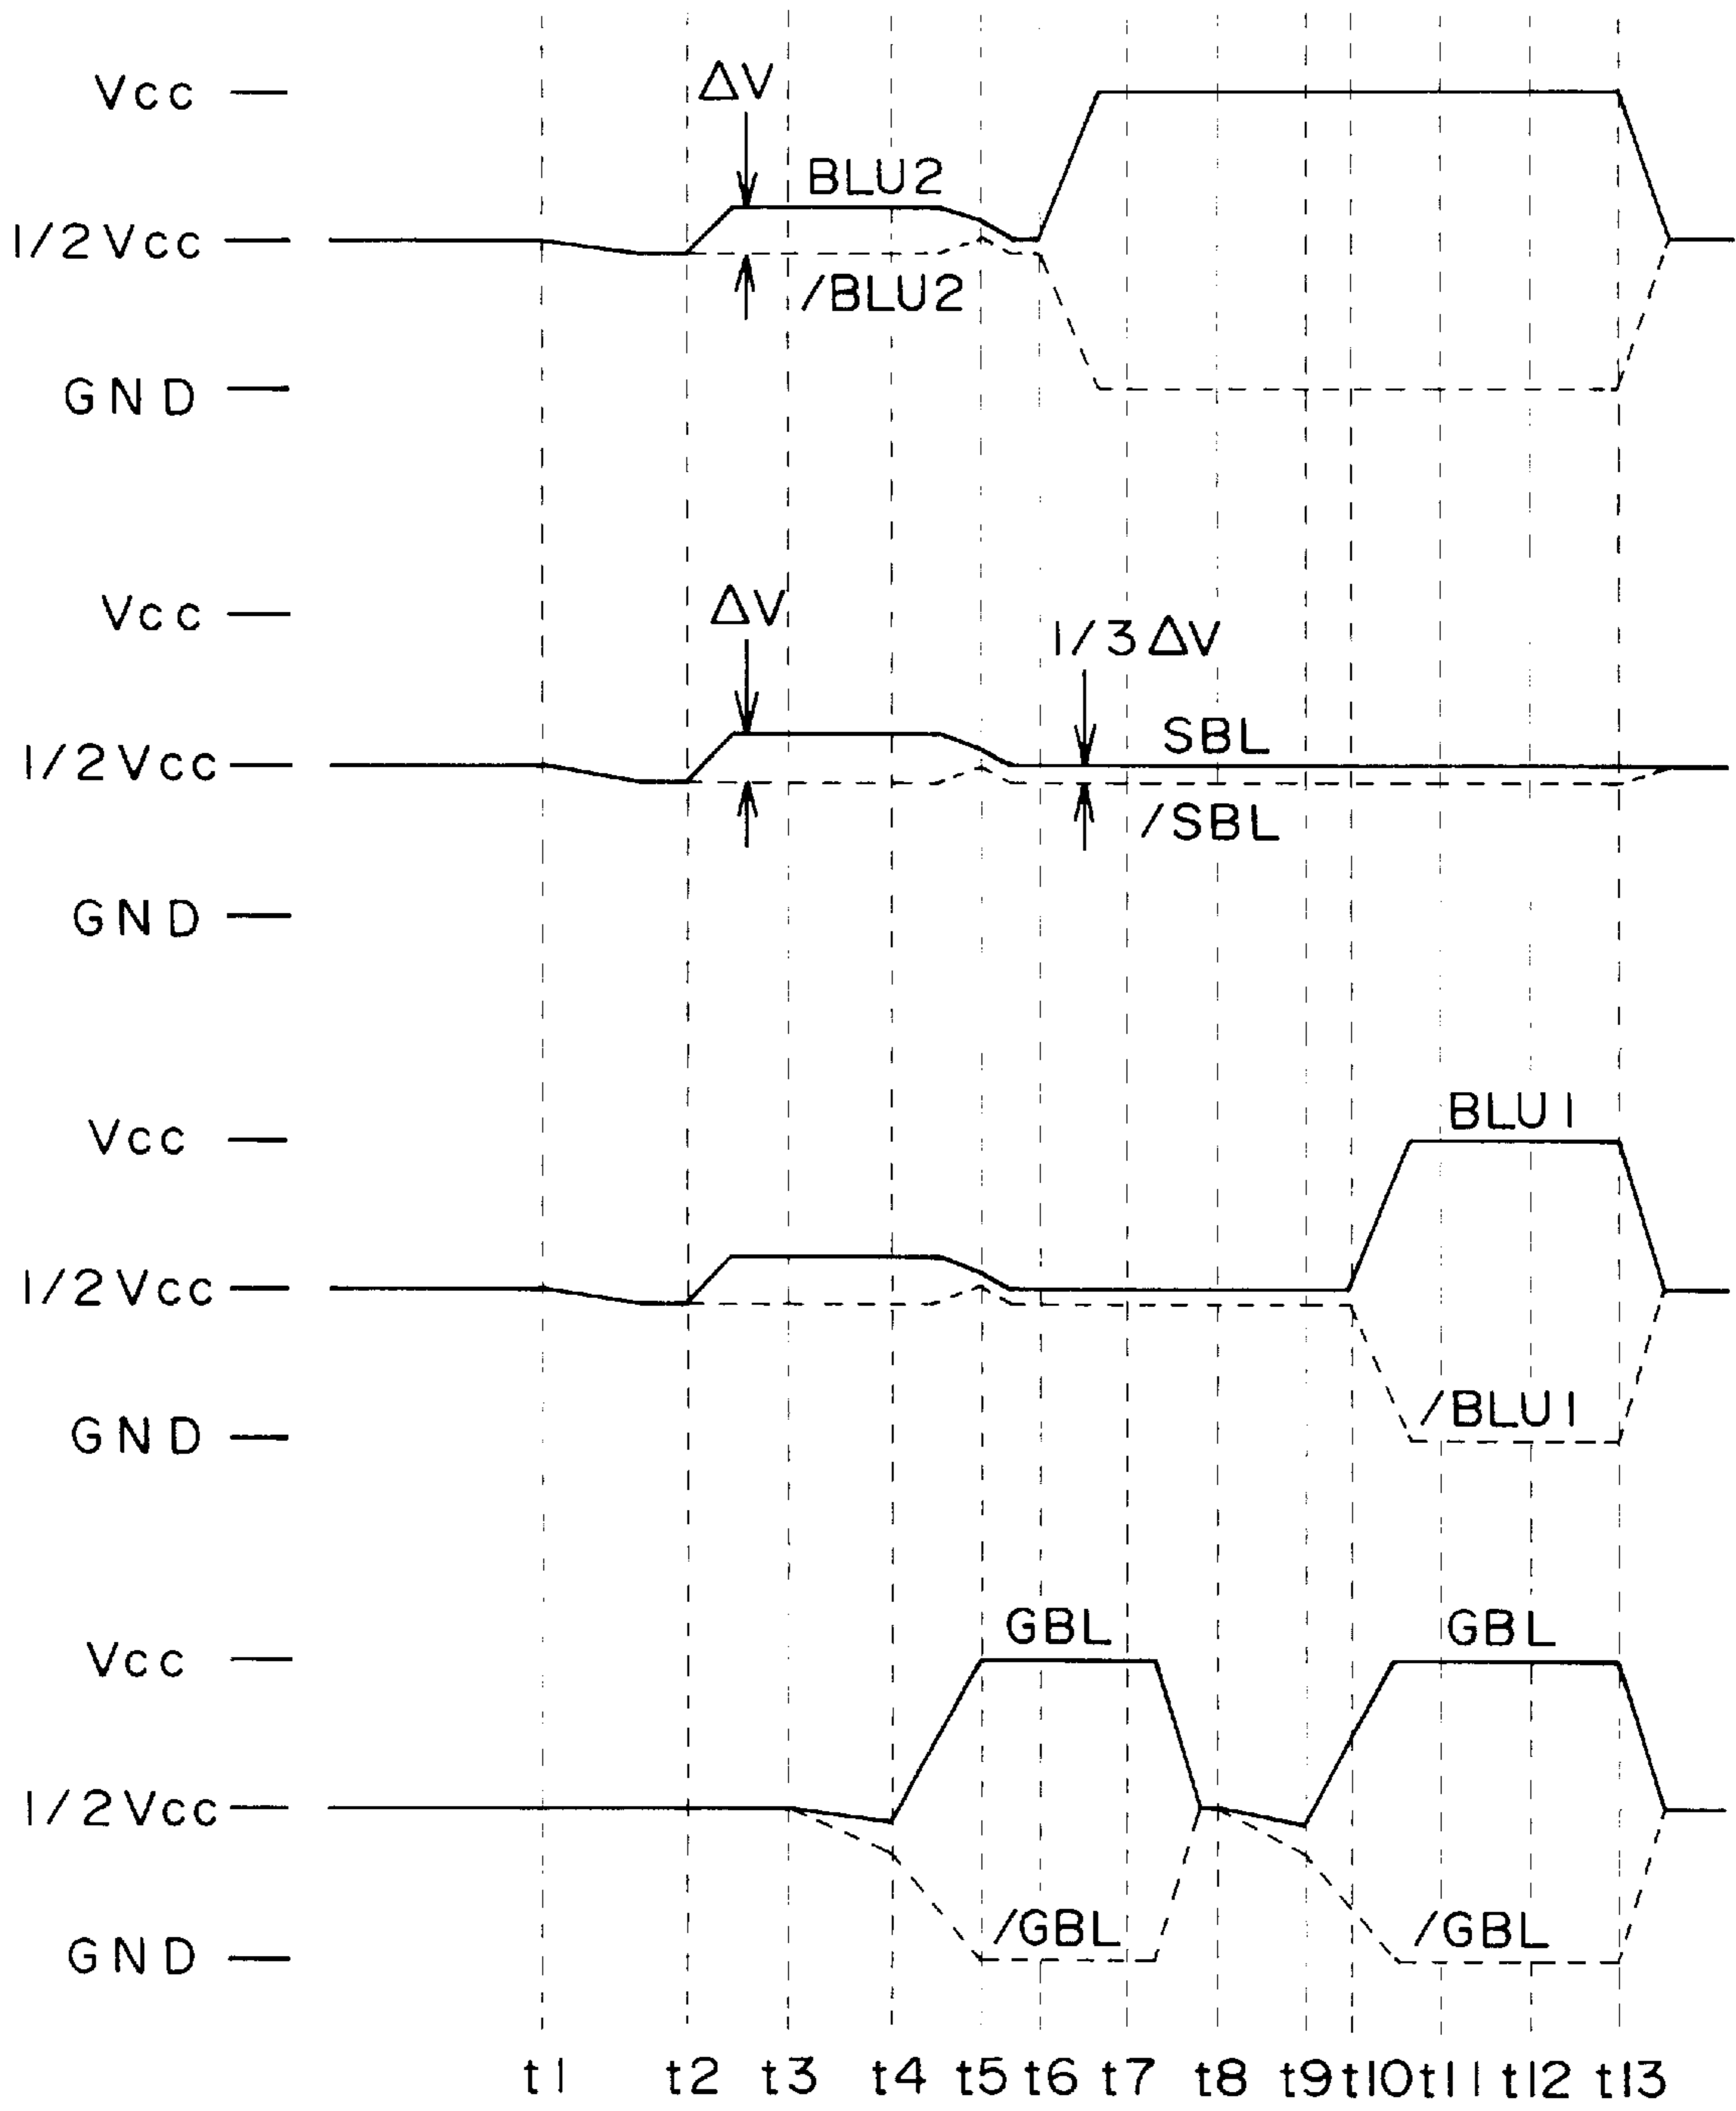 Vcc
ΔV
BLU2
1/2Vcc
/BLU2
GND
Vcc
ΔV
1/3ΔV
1/2Vcc
SBL
/SBL
GND
Vcc
BLU1
1/2Vcc
/BLU1
GND
Vcc
GBL GBL
1/2Vcc
/GBL /GBL
GND
t1 t2 t3 t4 t5 t6 t7 t8 t9 t10 t11 t12 t13